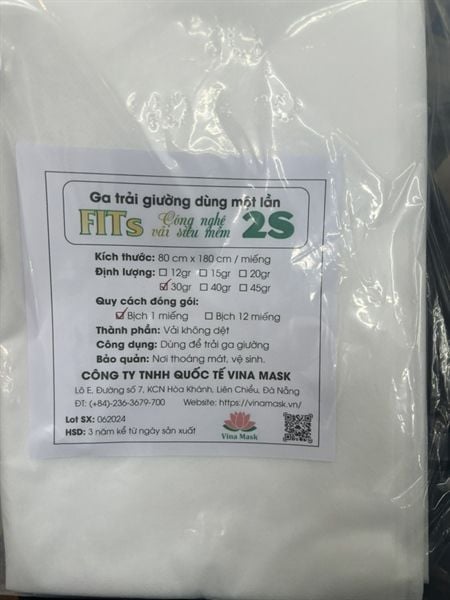 Ga trải giường dùng một lần
FITs Công nghệ vải siêu mềm 2S
Kích thước: 80 cm x 180 cm / miếng
Định lượng: ☐ 12gr ☐ 15gr ☐ 20gr
☑ 30gr ☐ 40gr ☐ 45gr
Quy cách đóng gói:
☑ Bịch 1 miếng ☐ Bịch 12 miếng
Thành phần: Vải không dệt
Công dụng: Dùng để trải ga giường
Bảo quản: Nơi thoáng mát, vệ sinh.
CÔNG TY TNHH QUỐC TẾ VINA MASK
Lô E, Đường số 7, KCN Hòa Khánh, Liên Chiểu, Đà Nẵng
ĐT: (+84)-236-3679-700 Website: https://vinamask.vn/
Lot SX: 062024
HSD: 3 năm kể từ ngày sản xuất
Vina Mask